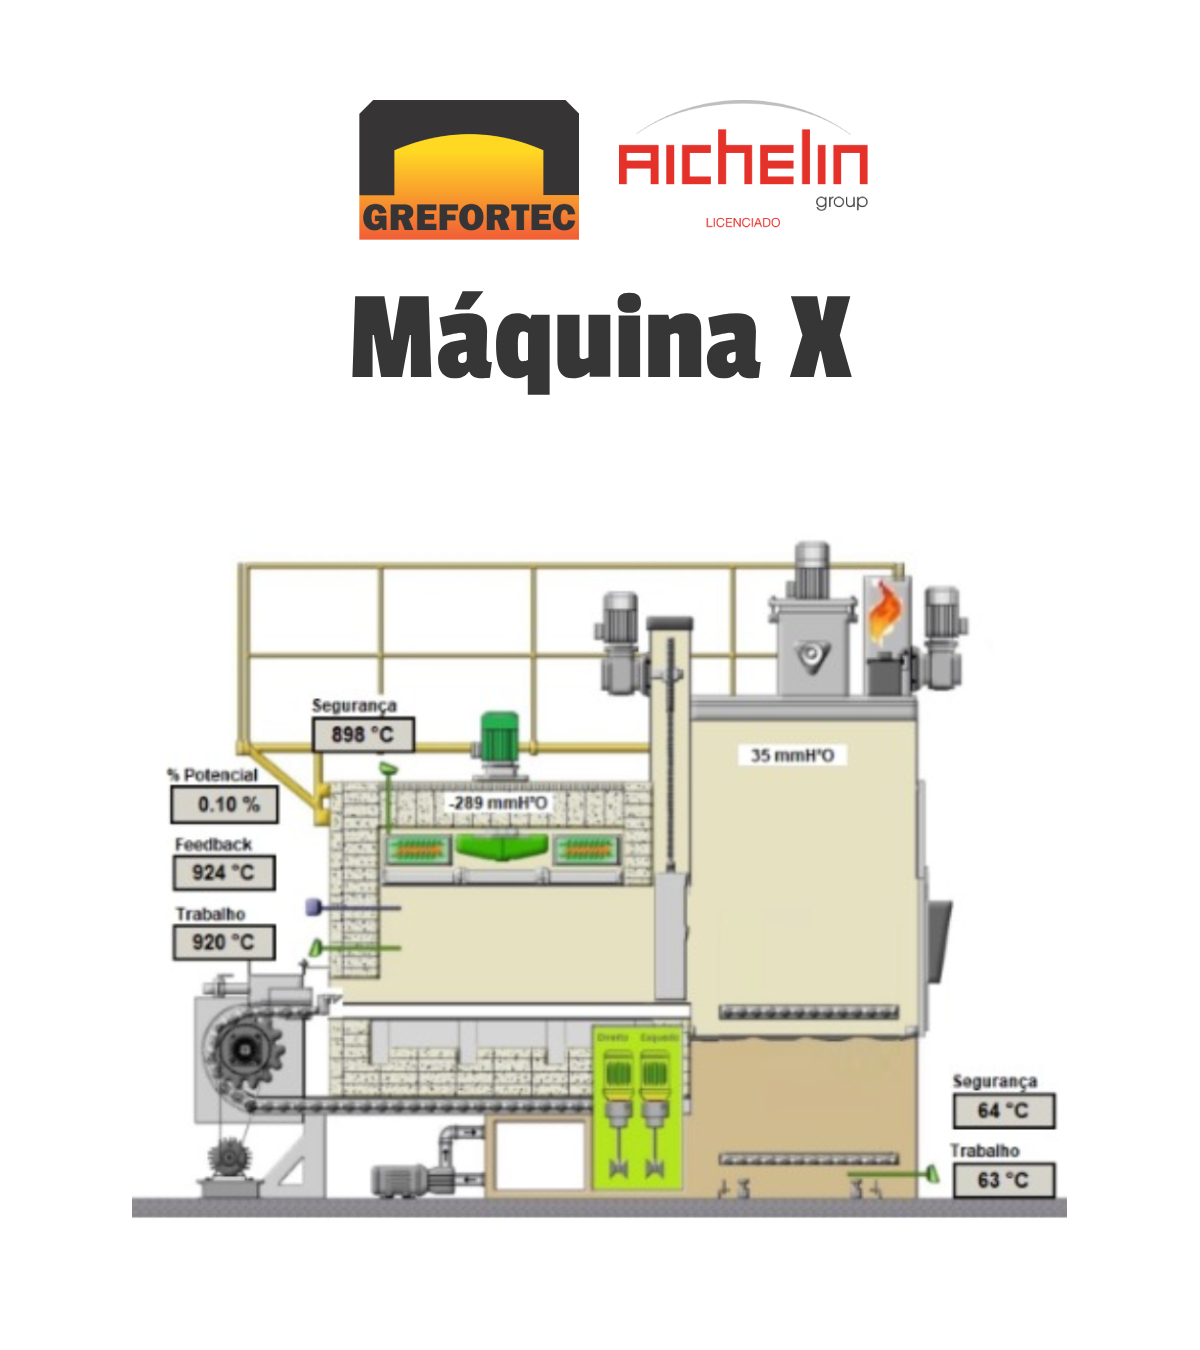 GREFORTEC
AICHELIN
group
LICENCIADO
Máquina X
Segurança
898 °C
35 mmH²O
% Potencial
0.10 %
-289 mmH²O
Feedback
924 °C
Trabalho
920 °C
Direito Esquedo
Segurança
64 °C
Trabalho
63 °C